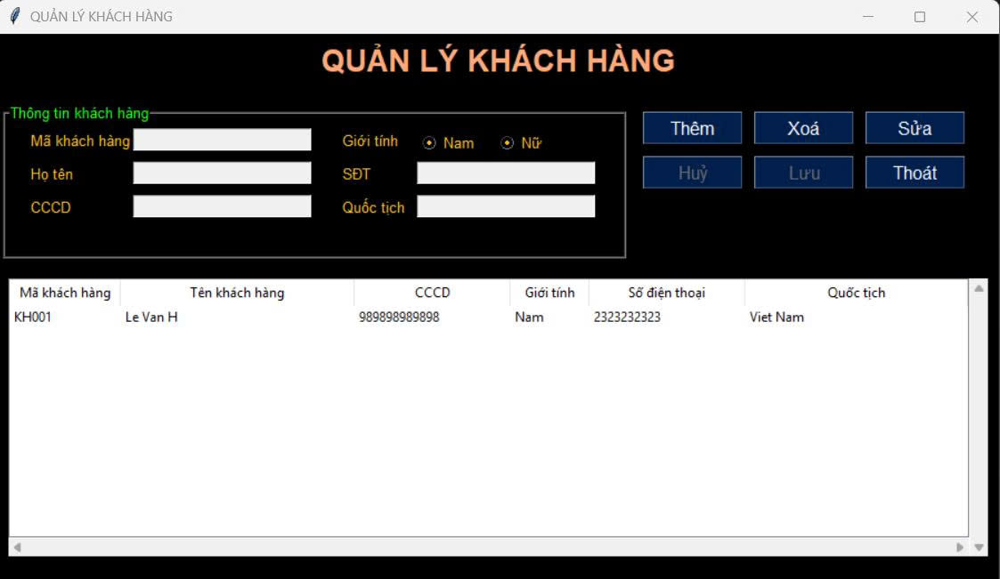 QUẢN LÝ KHÁCH HÀNG
QUẢN LÝ KHÁCH HÀNG
Thông tin khách hàng
Mã khách hàng Giới tính Nam Nữ
Họ tên SĐT
CCCD Quốc tịch
Thêm Xoá Sửa
Huỷ Lưu Thoát
Mã khách hàng Tên khách hàng CCCD Giới tính Số điện thoại Quốc tịch
KH001 Le Van H 989898989898 Nam 2323232323 Viet Nam